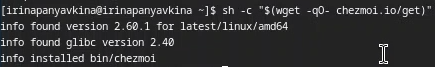 [irinapanyavkina@irinapanyavkina ~]$ sh -c "$(wget -qO- chezmoi.io/get)"
info found version 2.60.1 for latest/linux/amd64
info found glibc version 2.40
info installed bin/chezmoi